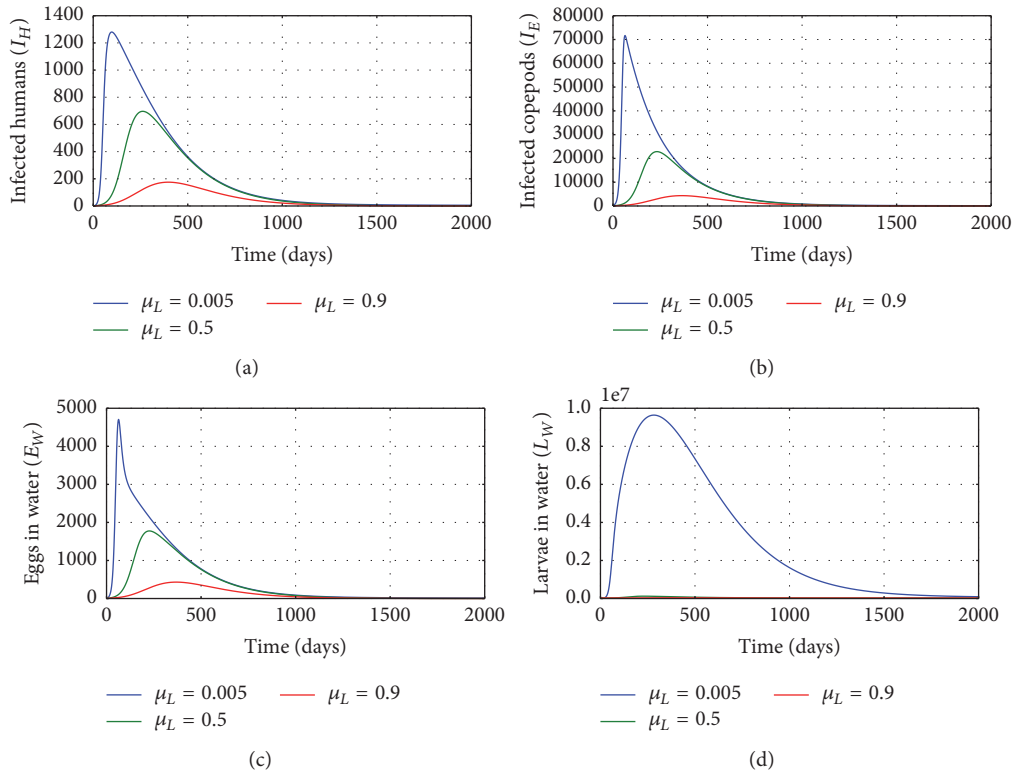 1400
1200
1000
800
600
400
200
0
Infected humans (I_H)
0 500 1000 1500 2000
Time (days)
μ_L = 0.005 μ_L = 0.9
μ_L = 0.5
(a)
80000
70000
60000
50000
40000
30000
20000
10000
0
Infected copepods (I_E)
0 500 1000 1500 2000
Time (days)
μ_L = 0.005 μ_L = 0.9
μ_L = 0.5
(b)
5000
4000
3000
2000
1000
0
Eggs in water (E_W)
0 500 1000 1500 2000
Time (days)
μ_L = 0.005 μ_L = 0.9
μ_L = 0.5
(c)
1e7
1.0
0.8
0.6
0.4
0.2
0.0
Larvae in water (L_W)
0 500 1000 1500 2000
Time (days)
μ_L = 0.005 μ_L = 0.9
μ_L = 0.5
(d)